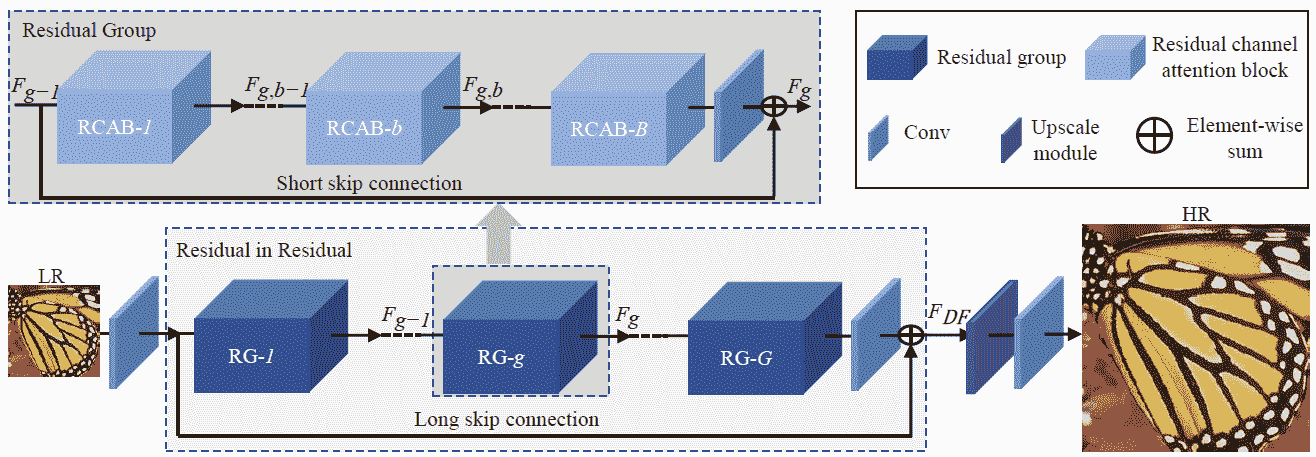 Residual Group
F_{g-1}
F_{g,b-1}
F_{g,b}
F_g
RCAB-1
RCAB-b
RCAB-B
Short skip connection
Residual group
Residual channel
attention block
Conv
Upscale
module
Element-wise
sum
Residual in Residual
LR
HR
F_{g-1}
F_g
F_{DF}
RG-1
RG-g
RG-G
Long skip connection